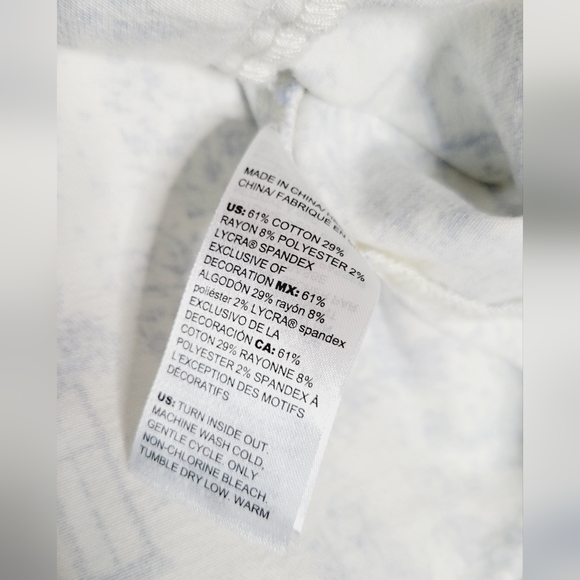 MADE IN CHINA/
CHINA/ FABRIQUE EN
US: 61% COTTON 29%
RAYON 8% POLYESTER 2%
LYCRA® SPANDEX
EXCLUSIVE OF
DECORATION MX: 61%
ALGODÓN 29% rayón 8%
poliéster 2% LYCRA® spandex
EXCLUSIVO DE LA
DECORACIÓN CA: 61%
COTON 29% RAYONNE 8%
POLYESTER 2% SPANDEX À
L'EXCEPTION DES MOTIFS
DÉCORATIFS
US: TURN INSIDE OUT.
MACHINE WASH COLD,
GENTLE CYCLE. ONLY
NON-CHLORINE BLEACH.
TUMBLE DRY LOW. WARM